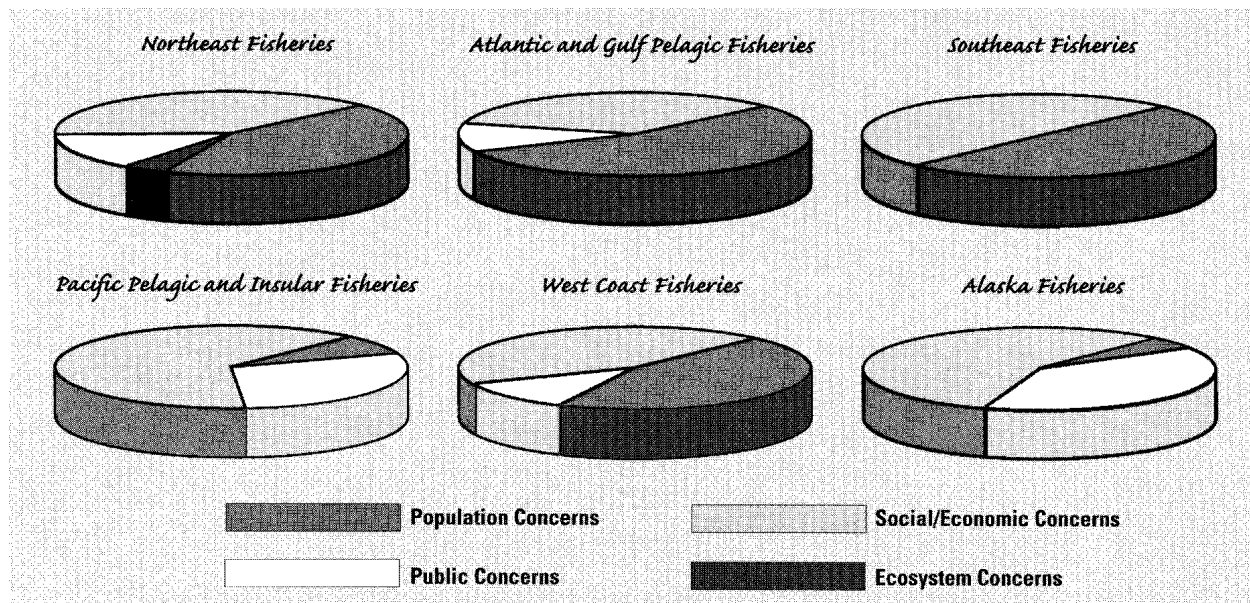 Northeast Fisheries
Atlantic and Gulf Pelagic Fisheries
Southeast Fisheries
Pacific Pelagic and Insular Fisheries
West Coast Fisheries
Alaska Fisheries
Population Concerns
Social/Economic Concerns
Public Concerns
Ecosystem Concerns